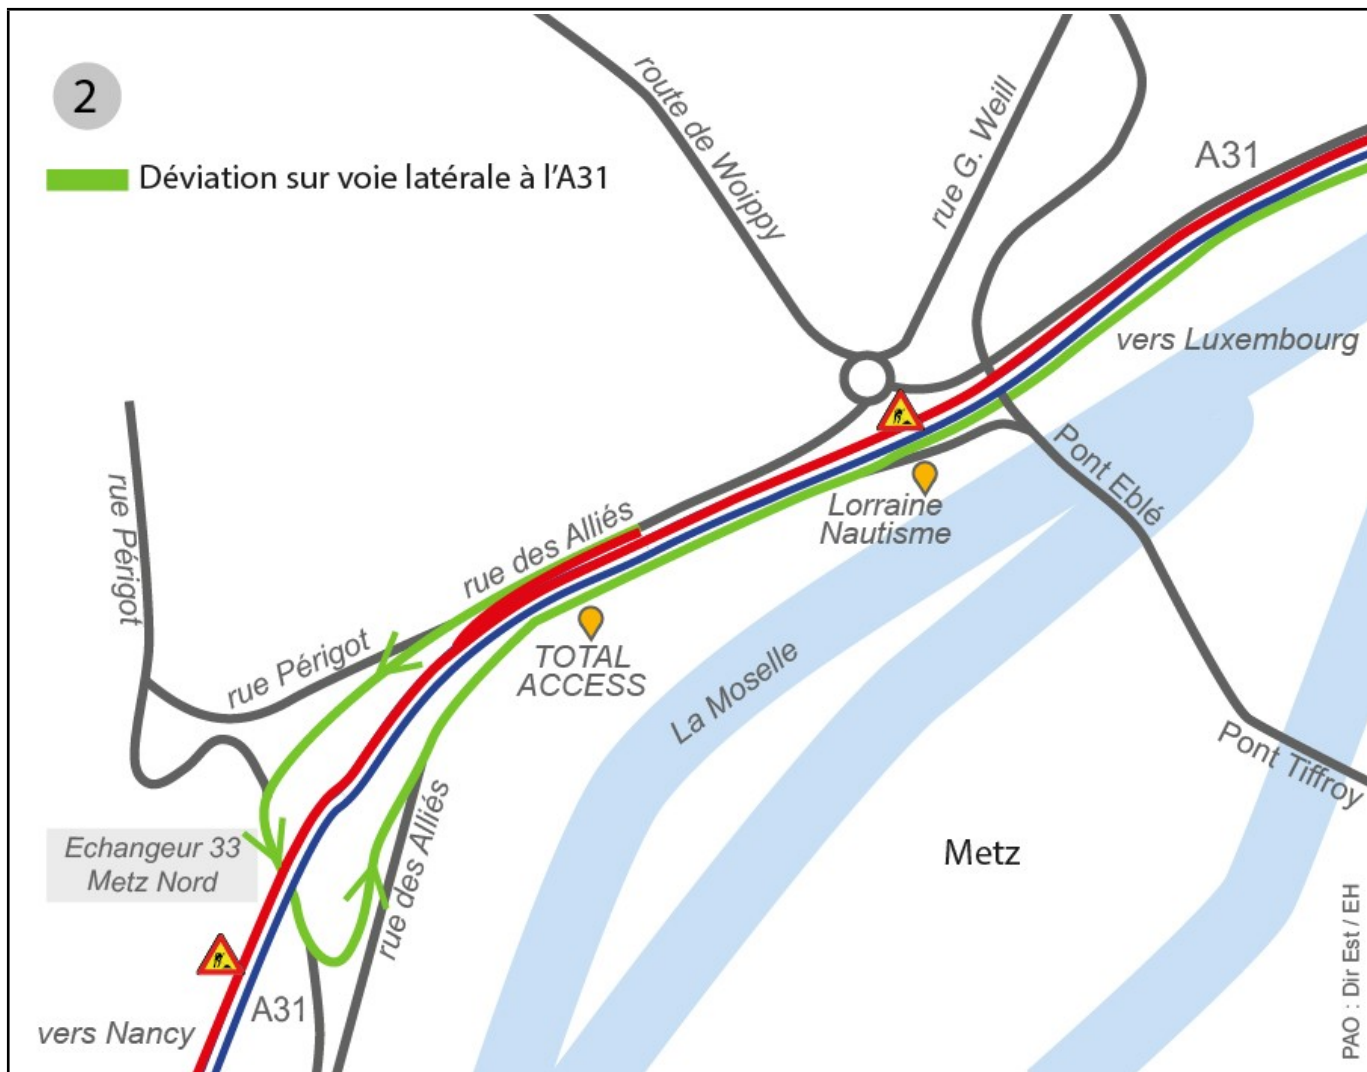 2
Déviation sur voie latérale à l'A31
route de Woippy
rue G. Weill
A31
vers Luxembourg
rue Périgot
rue des Alliés
Lorraine
Nautisme
Pont Eblé
rue Périgot
TOTAL
ACCESS
La Moselle
Pont Tiffroy
rue des Alliés
Echangeur 33
Metz Nord
Metz
A31
vers Nancy
PAO : Dir Est / EH